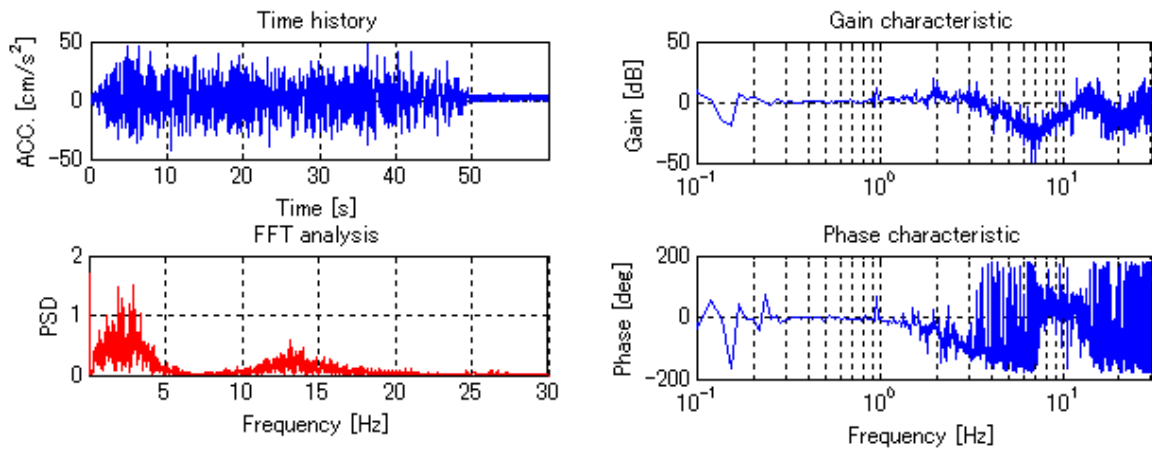 Time history
50
0
−50
ACC. [cm/s²]
0 10 20 30 40 50
Time [s]
FFT analysis
2
1
0
PSD
5 10 15 20 25 30
Frequency [Hz]
Gain characteristic
50
0
−50
Gain [dB]
10⁻¹ 10⁰ 10¹
Phase characteristic
200
0
−200
Phase [deg]
10⁻¹ 10⁰ 10¹
Frequency [Hz]